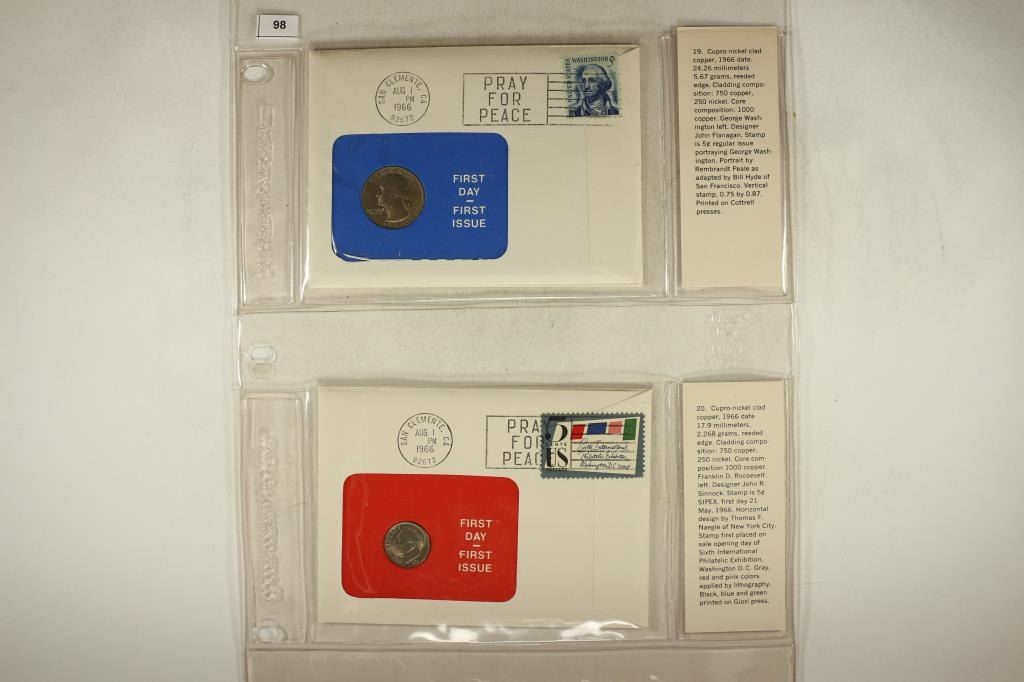 98
SAN CLEMENTE, CA
AUG 1
PM
1966
92672
PRAY
FOR
PEACE
UNITED STATES
WASHINGTON 5¢
FIRST
DAY
–
FIRST
ISSUE
19. Cupro-nickel clad
copper, 1966 date.
24.26 millimeters
5.67 grams, reeded
edge. Cladding compo-
sition: 750 copper,
250 nickel. Core
composition: 1000
copper. George Wash-
ington left. Designer
John Flanagan. Stamp
is 5¢ regular issue
portraying George Wash-
ington. Portrait by
Rembrandt Peale as
adapted by Bill Hyde of
San Francisco. Vertical
stamp, 0.75 by 0.87.
Printed on Cottrell
presses.
SAN CLEMENTE, CA
AUG 1
PM
1966
92672
PRA
FOR
PEAC
5
CENTS
US
POSTAGE
Sixth International
Philatelic Exhibition
Washington D.C.
FIRST
DAY
–
FIRST
ISSUE
20. Cupro-nickel clad
copper, 1966 date
17.9 millimeters,
2.268 grams, reeded
edge. Cladding compo-
sition: 750 copper,
250 nickel. Core com-
position 1000 copper.
Franklin D. Roosevelt
left. Designer John R.
Sinnock. Stamp is 5¢
SIPEX, first day 21
May, 1966. Horizontal
design by Thomas F.
Naegle of New York City.
Stamp first placed on
sale opening day of
Sixth International
Philatelic Exhibition,
Washington D.C. Gray,
red and pink colors
applied by lithography.
Black, blue and green
printed on Giori press.